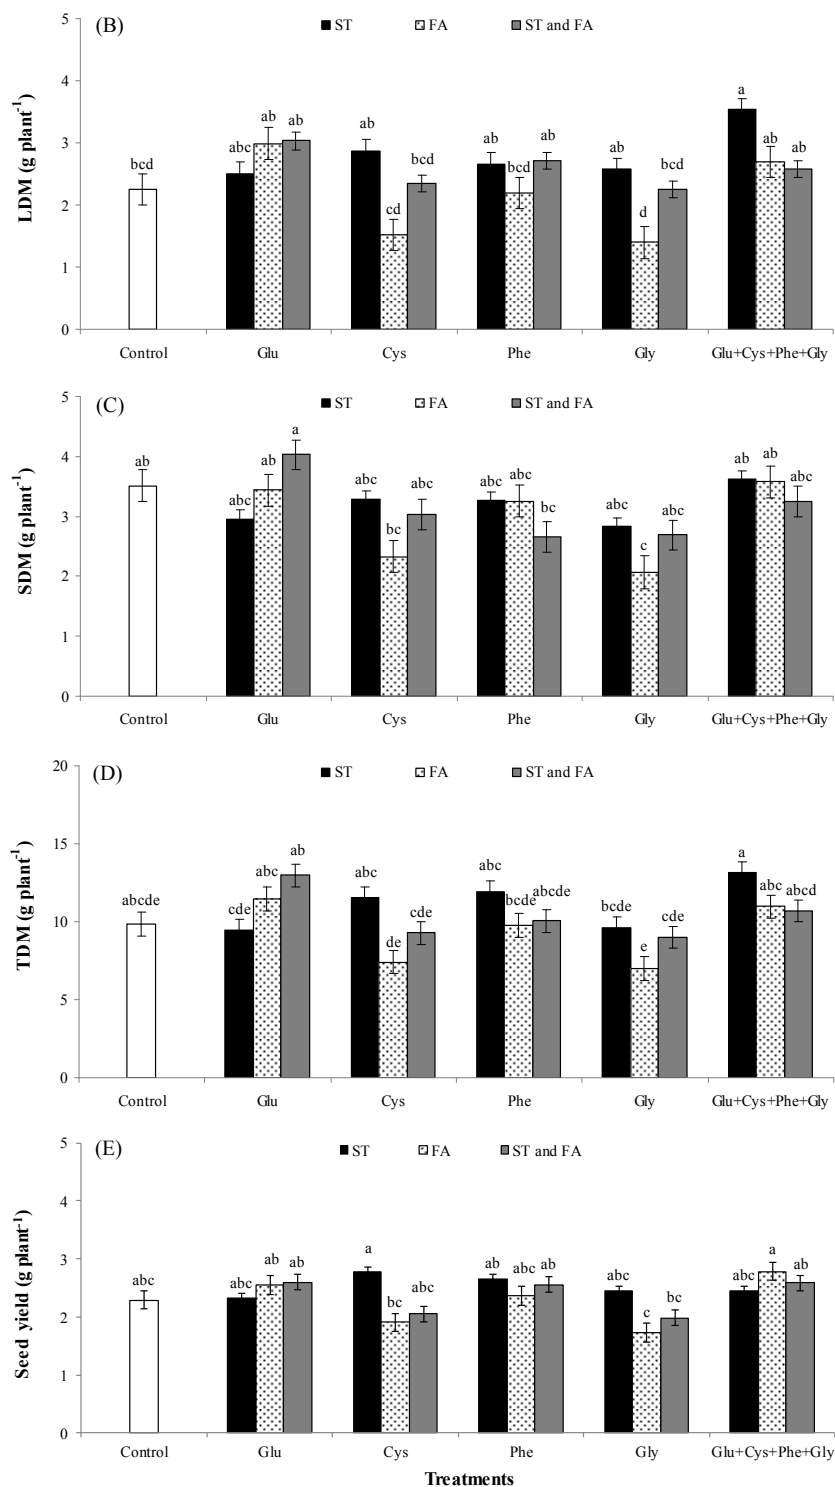 (B)
ST FA ST and FA
LDM (g plant⁻¹)
5
4
3
2
1
0
bcd abc ab ab ab cd bcd ab bcd ab ab d bcd a ab ab
Control Glu Cys Phe Gly Glu+Cys+Phe+Gly
(C)
ST FA ST and FA
SDM (g plant⁻¹)
5
4
3
2
1
0
ab abc ab a abc bc abc abc abc bc abc c abc ab ab abc
Control Glu Cys Phe Gly Glu+Cys+Phe+Gly
(D)
ST FA ST and FA
TDM (g plant⁻¹)
20
15
10
5
0
abcde cde abc ab abc de cde abc bcde abcde bcde e cde a abc abcd
Control Glu Cys Phe Gly Glu+Cys+Phe+Gly
(E)
ST FA ST and FA
Seed yield (g plant⁻¹)
5
4
3
2
1
0
abc abc ab ab a bc abc ab abc ab abc c bc abc a ab
Control Glu Cys Phe Gly Glu+Cys+Phe+Gly
Treatments